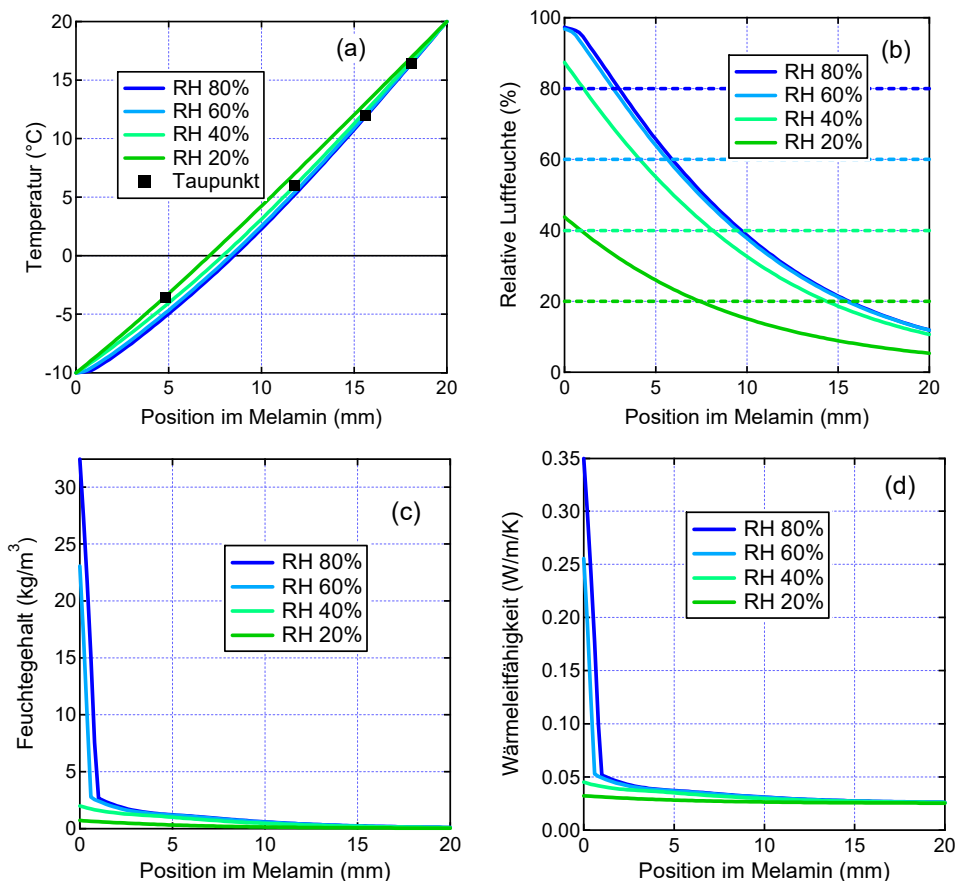 (a)
RH 80%
RH 60%
RH 40%
RH 20%
Taupunkt
Temperatur (°C)
20
15
10
5
0
-5
-10
0
5
10
15
20
Position im Melamin (mm)
(b)
RH 80%
RH 60%
RH 40%
RH 20%
Relative Luftfeuchte (%)
100
80
60
40
20
0
0
5
10
15
20
Position im Melamin (mm)
(c)
RH 80%
RH 60%
RH 40%
RH 20%
Feuchtegehalt (kg/m³)
30
25
20
15
10
5
0
0
5
10
15
20
Position im Melamin (mm)
(d)
RH 80%
RH 60%
RH 40%
RH 20%
Wärmeleitfähigkeit (W/m/K)
0.35
0.30
0.25
0.20
0.15
0.10
0.05
0.00
0
5
10
15
20
Position im Melamin (mm)